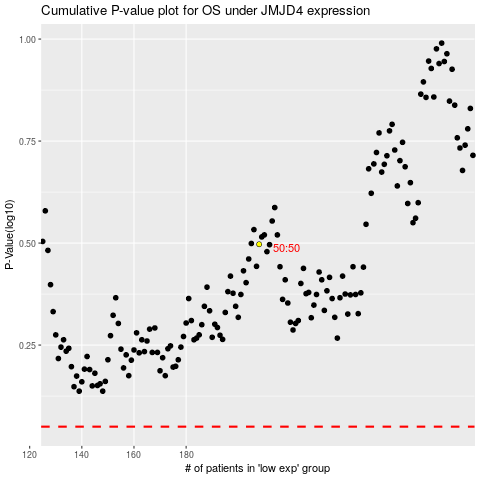 Cumulative P-value plot for OS under JMJD4 expression
P-Value(log10)
1.00
0.75
0.50
0.25
50:50
120 140 160 180
# of patients in 'low exp' group